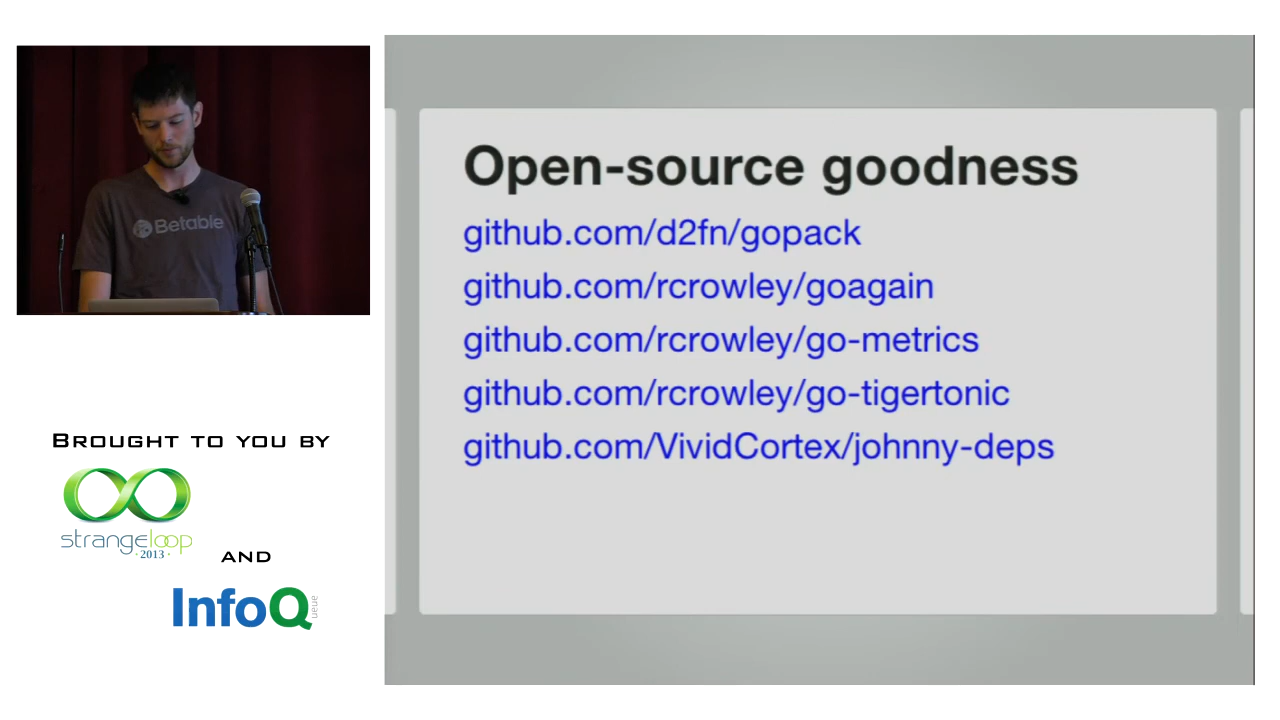 Betable
Open-source goodness
github.com/d2fn/gopack
github.com/rcrowley/goagain
github.com/rcrowley/go-metrics
github.com/rcrowley/go-tigertonic
github.com/VividCortex/johnny-deps
BROUGHT TO YOU BY
strangeloop
· 2013 ·
AND
InfoQ